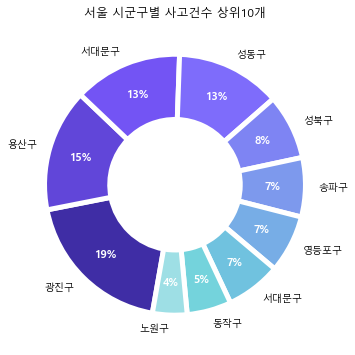 서울 시군구별 사고건수 상위10개
서대문구
성동구
13%
13%
성북구
8%
용산구
15%
7%
송파구
7%
영등포구
19%
7%
광진구
4%
5%
서대문구
노원구
동작구